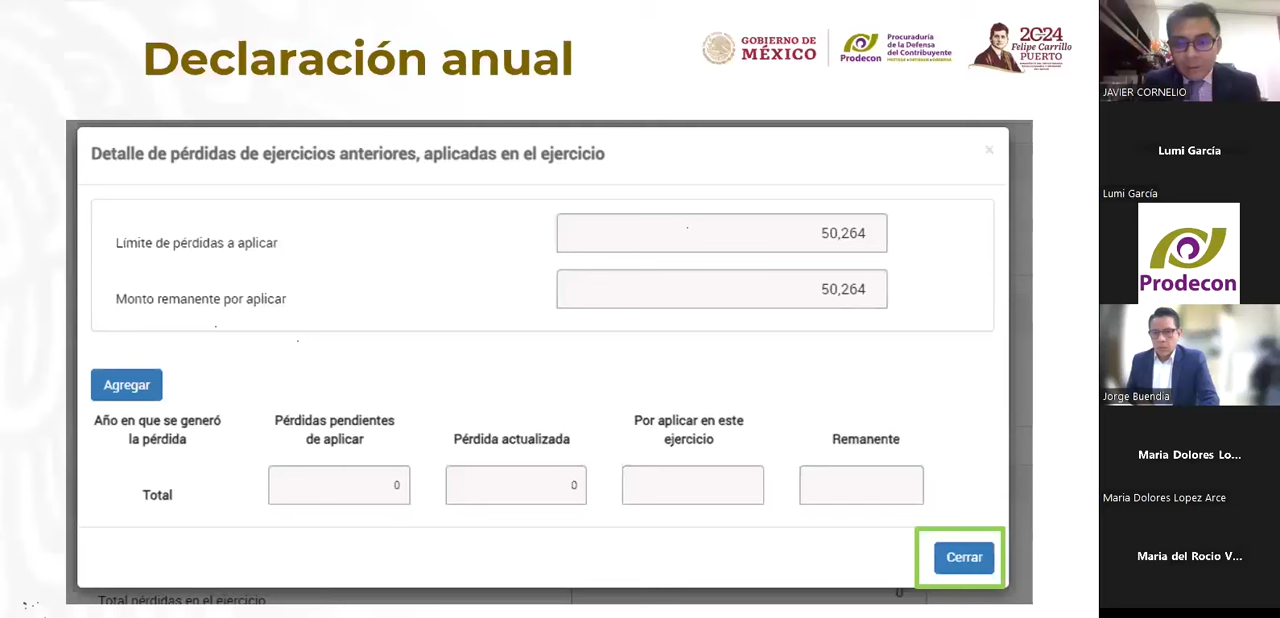 Declaración anual
GOBIERNO DE
MÉXICO
Prodecon
Procuraduría
de la Defensa
del Contribuyente
2024
Felipe Carrillo
PUERTO
Detalle de pérdidas de ejercicios anteriores, aplicadas en el ejercicio
×
Límite de pérdidas a aplicar
50,264
Monto remanente por aplicar
50,264
Agregar
Año en que se generó
la pérdida
Pérdidas pendientes
de aplicar
Pérdida actualizada
Por aplicar en este
ejercicio
Remanente
Total
0
0
Cerrar
Total pérdidas en el ejercicio
0
JAVIER CORNELIO
Lumi García
Lumi García
Prodecon
Jorge Buendía
Maria Dolores Lo...
Maria Dolores Lopez Arce
Maria del Rocio V...